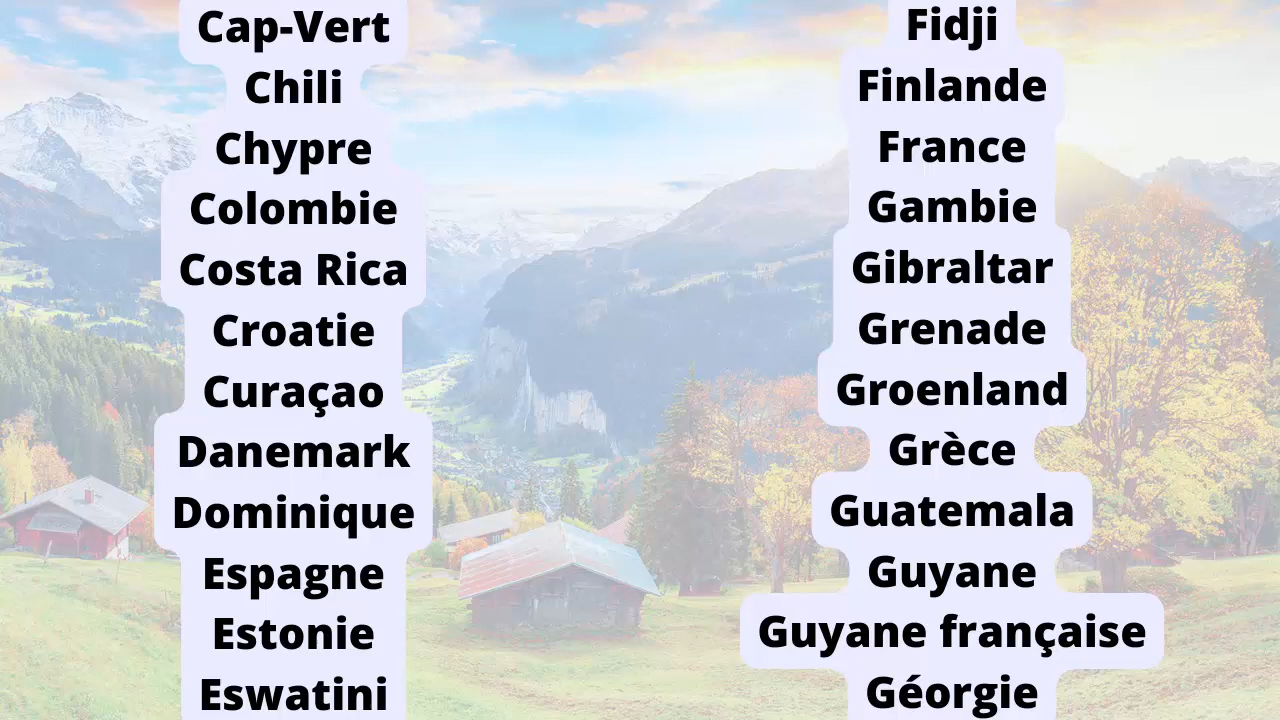 Cap-Vert
Chili
Chypre
Colombie
Costa Rica
Croatie
Curaçao
Danemark
Dominique
Espagne
Estonie
Eswatini
Fidji
Finlande
France
Gambie
Gibraltar
Grenade
Groenland
Grèce
Guatemala
Guyane
Guyane française
Géorgie